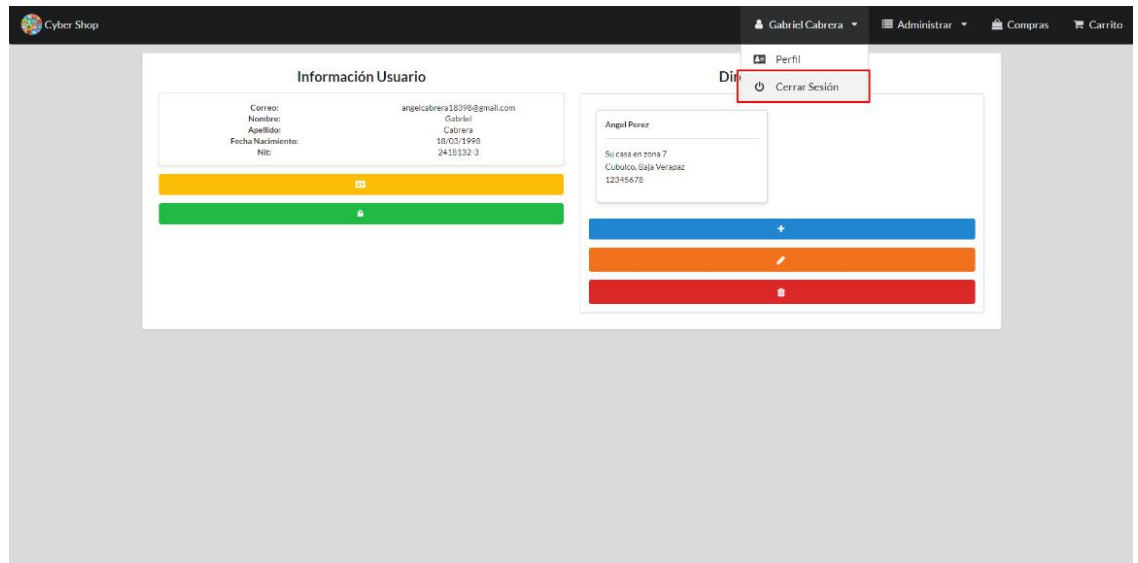 Cyber Shop
Gabriel Cabrera
Administrar
Compras
Carrito
Perfil
Cerrar Sesión
Información Usuario
Correo: angelcabrera18398@gmail.com
Nombre: Gabriel
Apellido: Cabrera
Fecha Nacimiento: 18/03/1998
Nit: 2418132-3
Dir
Angel Perez
Su casa en zona 7
Cubulco, Baja Verapaz
12345678